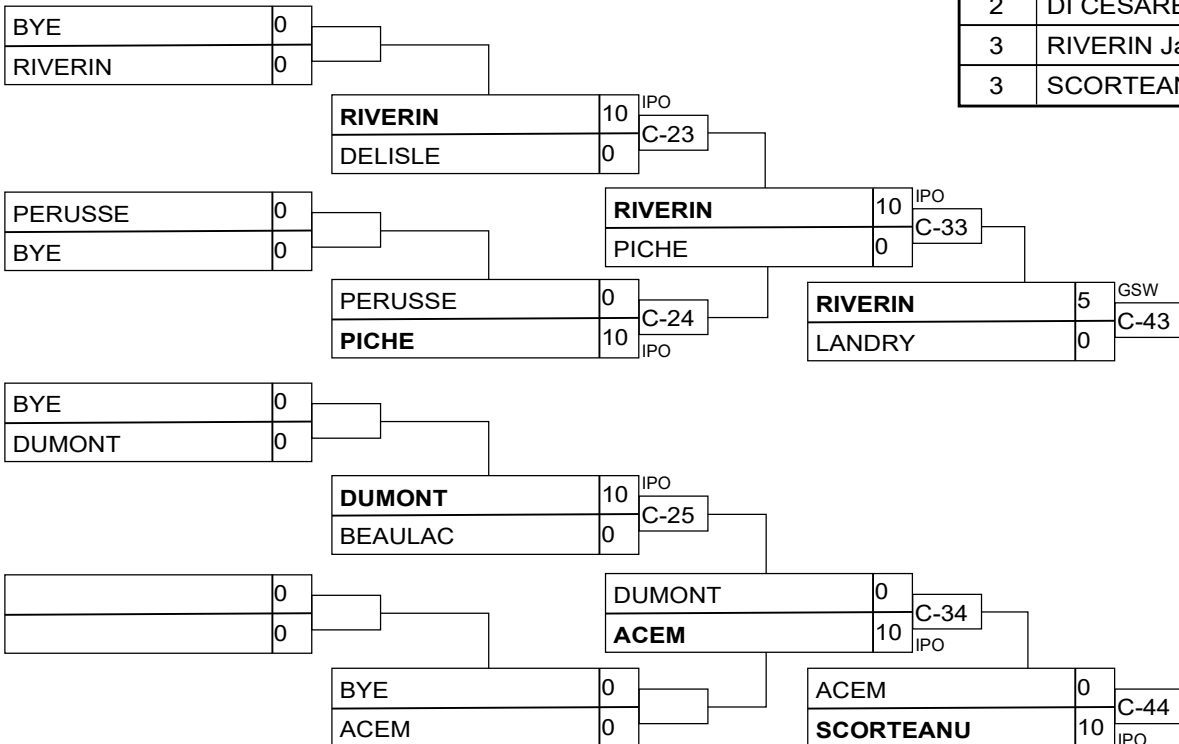 2 DI CESARE
3 RIVERIN
3
BYE 0
RIVERIN 0
RIVERIN 10 IPO
C-23
DELISLE 0
PERUSSE 0
BYE 0
RIVERIN 10 IPO
C-33
PICHE 0
PERUSSE 0
C-24
PICHE 10 IPO
RIVERIN 5 GSW
C-43
LANDRY 0
BYE 0
DUMONT 0
DUMONT 10 IPO
C-25
BEAULAC 0
0
0
DUMONT 0
C-34
ACEM 10 IPO
BYE 0
ACEM 0
ACEM 0
C-44
SCORTEANU 10 IPO